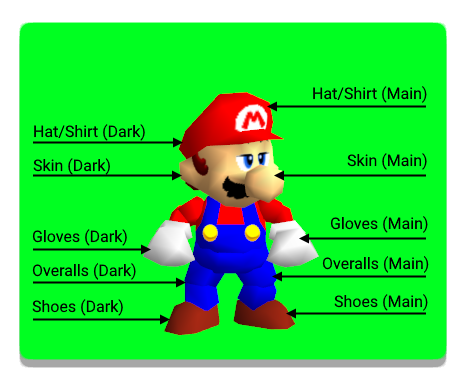 Hat/Shirt (Main)
Hat/Shirt (Dark)
M
Skin (Dark)
Skin (Main)
Gloves (Dark)
Gloves (Main)
Overalls (Dark)
Overalls (Main)
Shoes (Dark)
Shoes (Main)